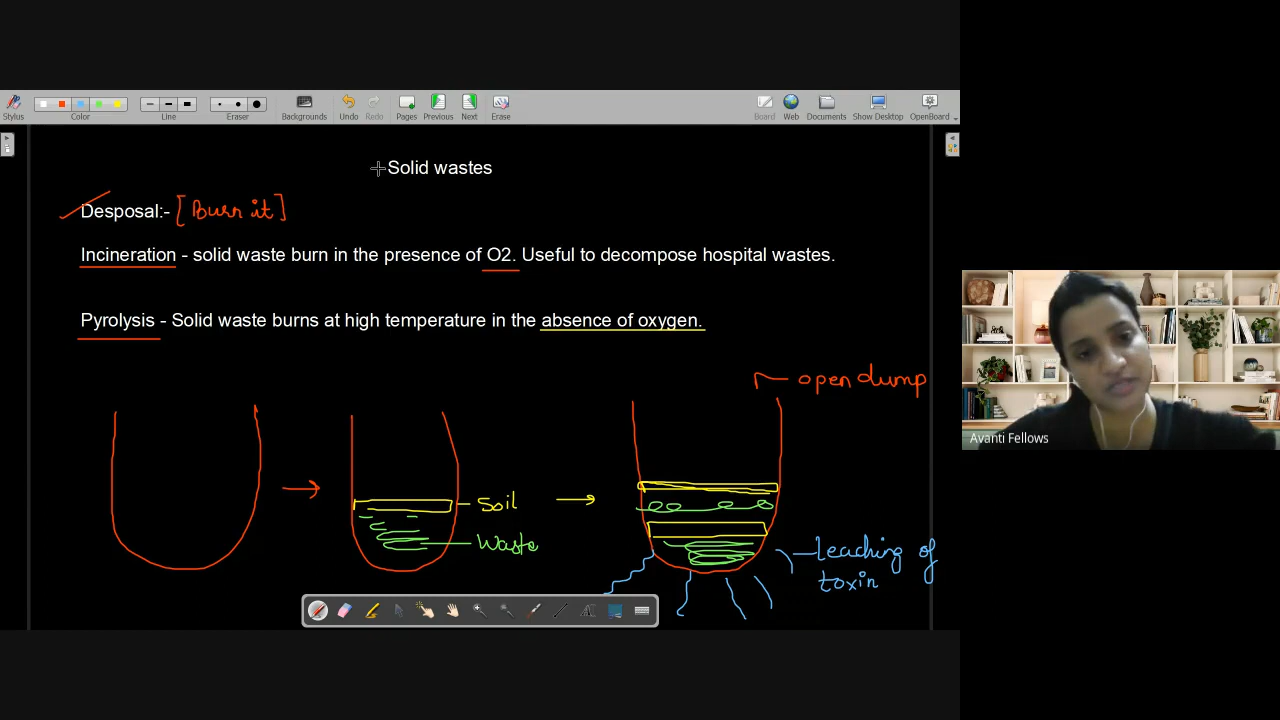 Stylus
Color
Line
Eraser
Backgrounds
Undo
Redo
Pages
Previous
Next
Erase
Board
Web
Documents
Show Desktop
OpenBoard
Solid wastes
Desposal:- [Burn it]
Incineration - solid waste burn in the presence of O2. Useful to decompose hospital wastes.
Pyrolysis - Solid waste burns at high temperature in the absence of oxygen.
open dump
Soil
Waste
Leaching of
toxin
Avanti Fellows